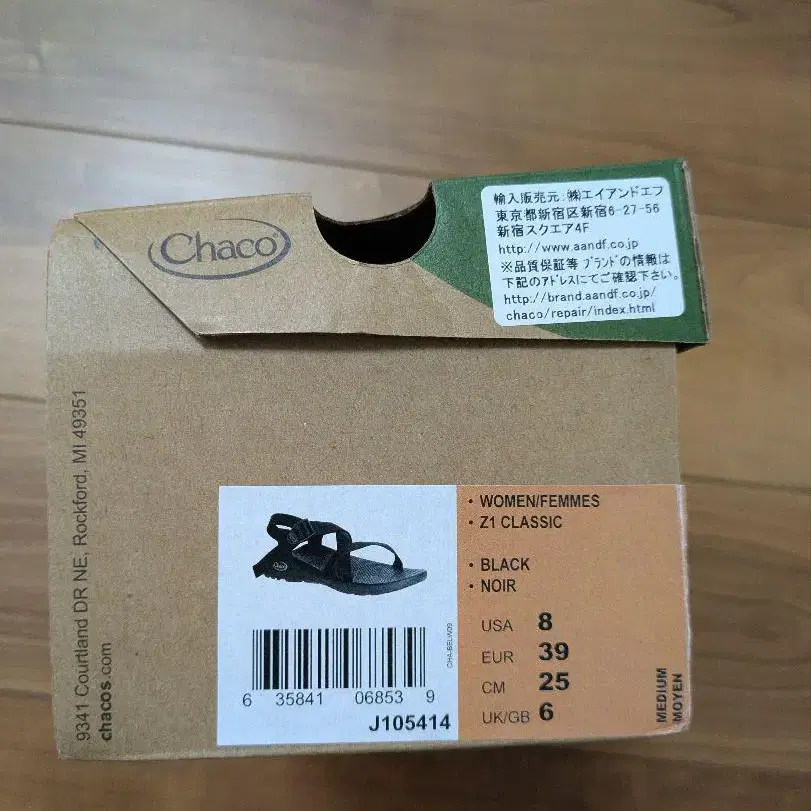 Chaco
輸入販売元:㈱エイアンドエフ
東京都新宿区新宿6-27-56
新宿スクエア4F
http://www.aandf.co.jp
※品質保証等 ブランドの情報は
下記のアドレスにてご確認下さい。
http://brand.aandf.co.jp/
chaco/repair/index.html
9341 Courtland DR NE, Rockford, MI 49351
chacos.com
Chaco
CHA-BELW09
6 35841 06853 9
J105414
· WOMEN/FEMMES
· Z1 CLASSIC
· BLACK
· NOIR
USA 8
EUR 39
CM 25
UK/GB 6
MEDIUM
MOYEN